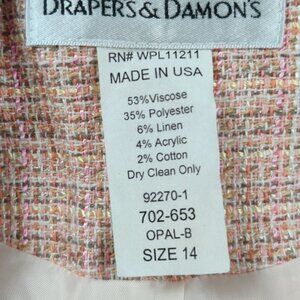 DRAPERS & DAMON'S
RN# WPL11211
MADE IN USA
53%Viscose
35% Polyester
6% Linen
4% Acrylic
2% Cotton
Dry Clean Only
92270-1
702-653
OPAL-B
SIZE 14